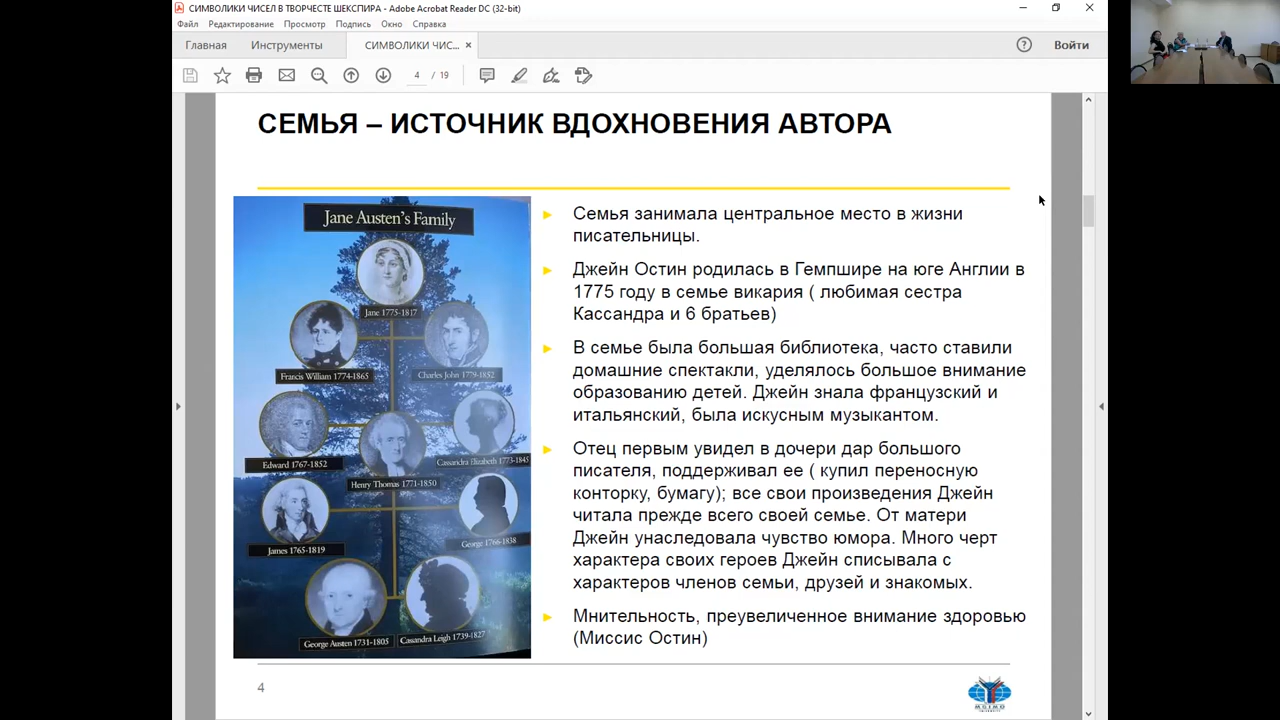 СИМВОЛИКИ ЧИСЕЛ В ТВОРЧЕСТЕ ШЕКСПИРА - Adobe Acrobat Reader DC (32-bit)
Файл Редактирование Просмотр Подпись Окно Справка
Главная Инструменты СИМВОЛИКИ ЧИС... × ? Войти
4 / 19
СЕМЬЯ – ИСТОЧНИК ВДОХНОВЕНИЯ АВТОРА
Jane Austen's Family
Jane 1775-1817
Francis William 1774-1865
Charles John 1779-1852
Edward 1767-1852
Cassandra Elizabeth 1773-1845
Henry Thomas 1771-1850
James 1765-1819
George 1766-1838
George Austen 1731-1805
Cassandra Leigh 1739-1827
Семья занимала центральное место в жизни
писательницы.
Джейн Остин родилась в Гемпшире на юге Англии в
1775 году в семье викария ( любимая сестра
Кассандра и 6 братьев)
В семье была большая библиотека, часто ставили
домашние спектакли, уделялось большое внимание
образованию детей. Джейн знала французский и
итальянский, была искусным музыкантом.
Отец первым увидел в дочери дар большого
писателя, поддерживал ее ( купил переносную
конторку, бумагу); все свои произведения Джейн
читала прежде всего своей семье. От матери
Джейн унаследовала чувство юмора. Много черт
характера своих героев Джейн списывала с
характеров членов семьи, друзей и знакомых.
Мнительность, преувеличенное внимание здоровью
(Миссис Остин)
4
MGIMO
UNIVERSITY